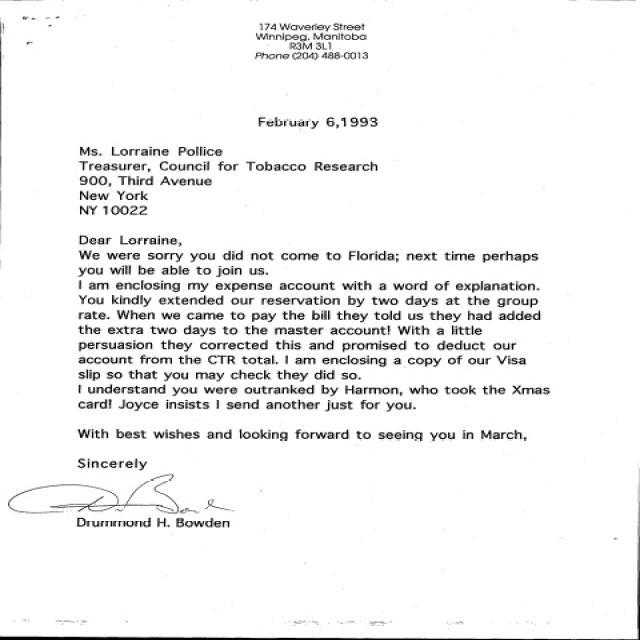 174 Waverley Street
Winnipeg, Manitoba
R3M 3L1
Phone (204) 488-0013
February 6,1993
Ms. Lorraine Pollice
Treasurer, Council for Tobacco Research
900, Third Avenue
New York
NY 10022
Dear Lorraine,
We were sorry you did not come to Florida; next time perhaps
you will be able to join us.
I am enclosing my expense account with a word of explanation.
You kindly extended our reservation by two days at the group
rate. When we came to pay the bill they told us they had added
the extra two days to the master account! With a little
persuasion they corrected this and promised to deduct our
account from the CTR total. I am enclosing a copy of our Visa
slip so that you may check they did so.
I understand you were outranked by Harmon, who took the Xmas
card! Joyce insists I send another just for you.
With best wishes and looking forward to seeing you in March,
Sincerely
Drummond H. Bowden